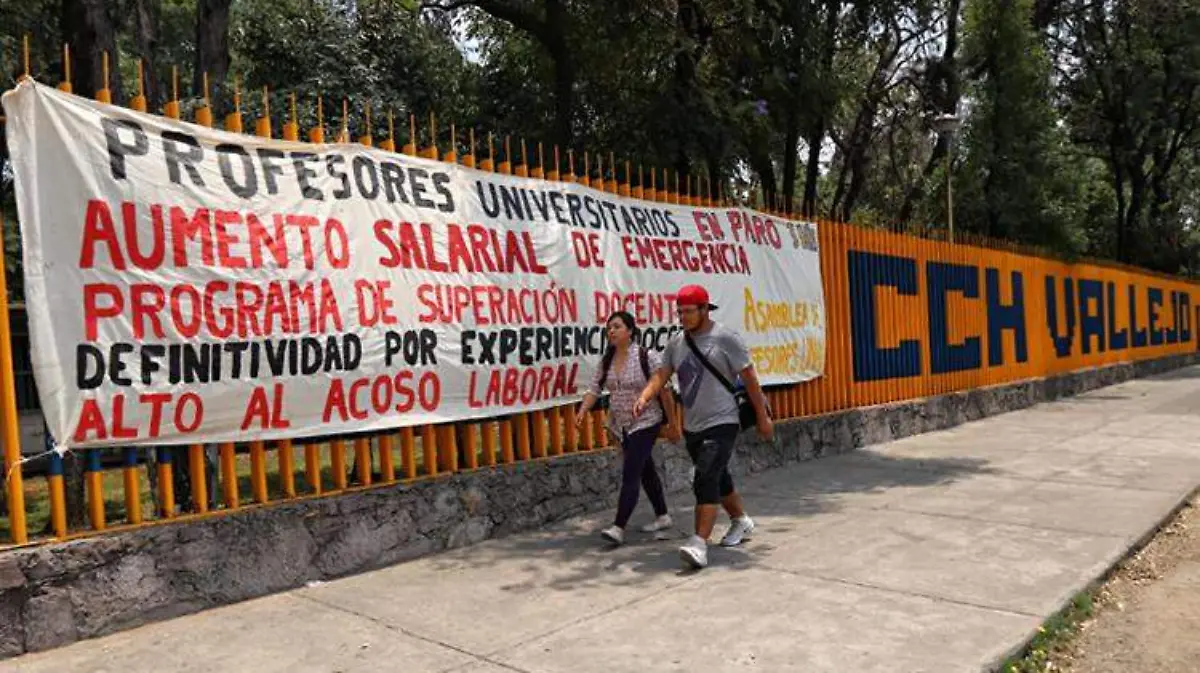 PROFESORES UNIVERSITARIOS EN PARO
AUMENTO SALARIAL DE EMERGENCIA
PROGRAMA DE SUPERACIÓN DOCENTE
DEFINITIVIDAD POR EXPERIENCIA
ALTO AL ACOSO LABORAL
ASAMBLEA
CCH VALLEJO